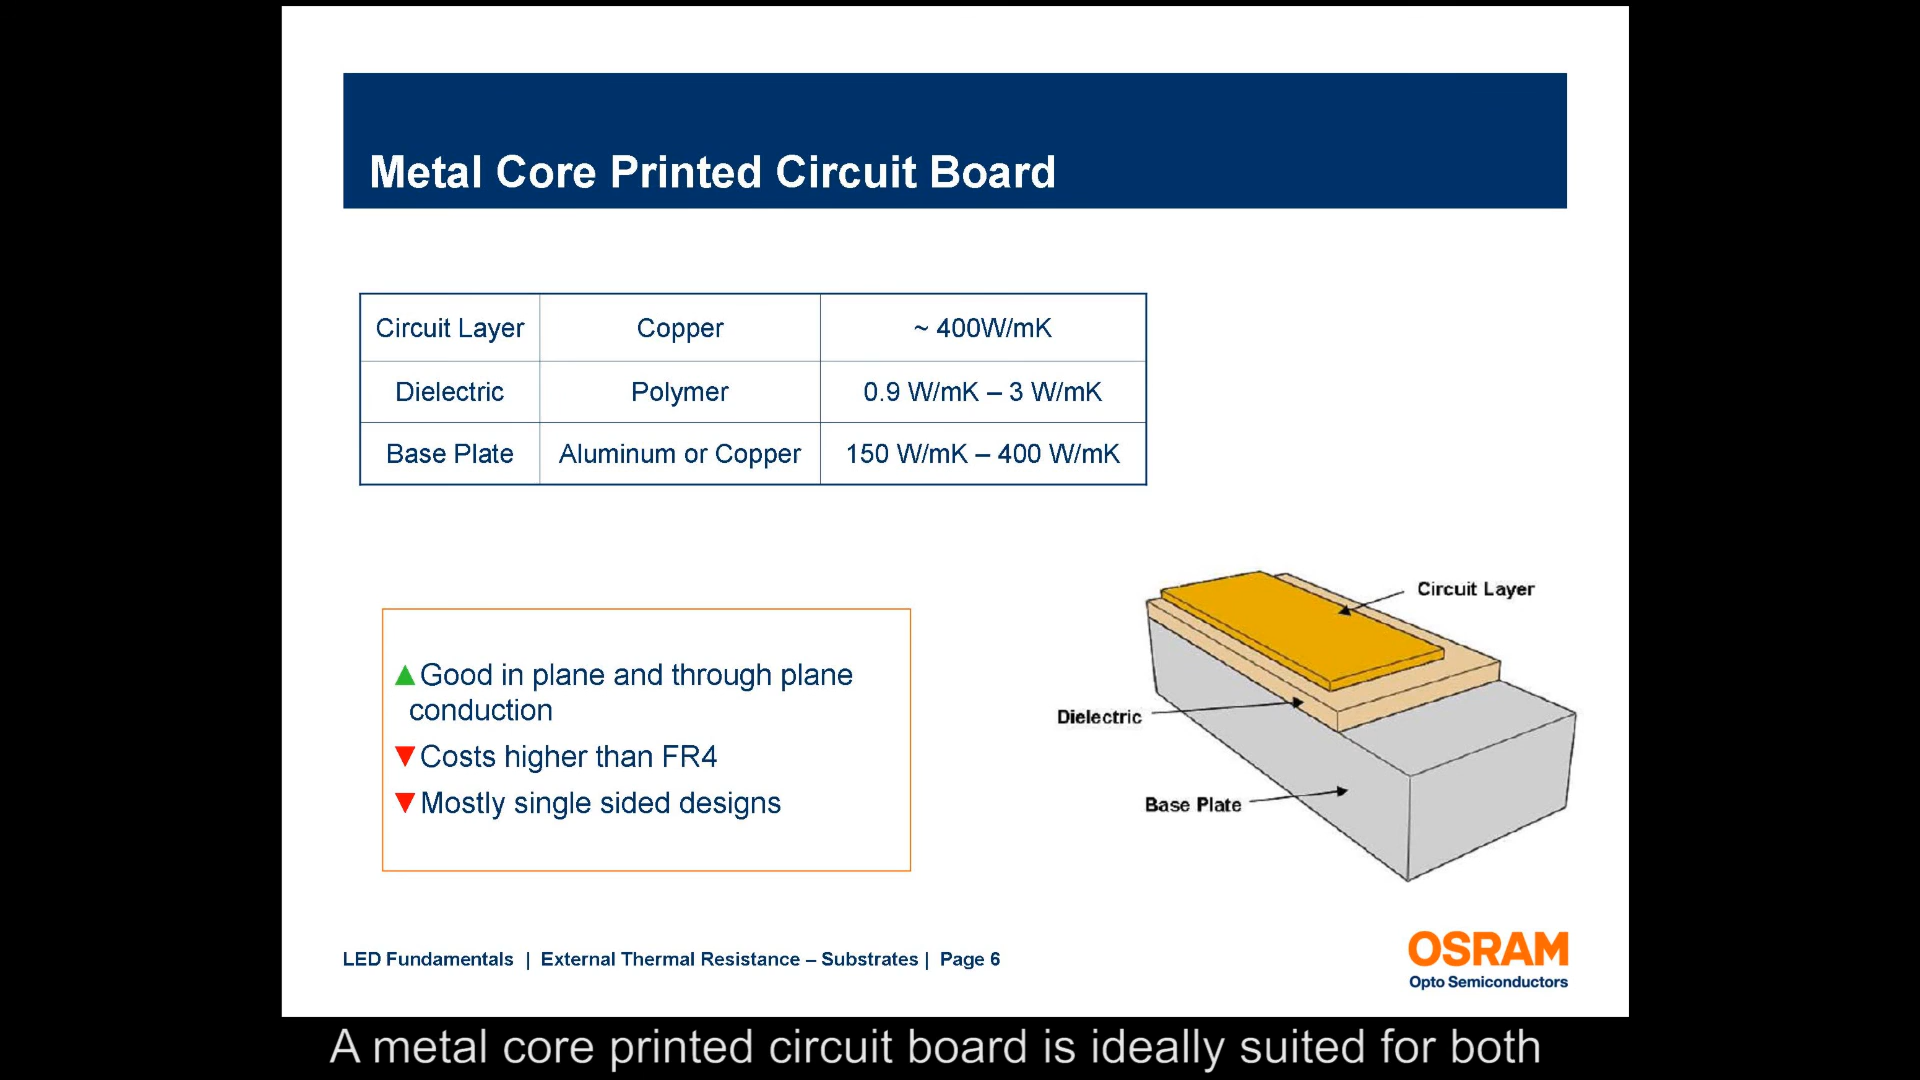 Metal Core Printed Circuit Board
Circuit Layer Copper ~ 400W/mK
Dielectric Polymer 0.9 W/mK – 3 W/mK
Base Plate Aluminum or Copper 150 W/mK – 400 W/mK
▲Good in plane and through plane
conduction
▼Costs higher than FR4
▼Mostly single sided designs
Circuit Layer
Dielectric
Base Plate
LED Fundamentals | External Thermal Resistance – Substrates | Page 6
OSRAM
Opto Semiconductors
A metal core printed circuit board is ideally suited for both